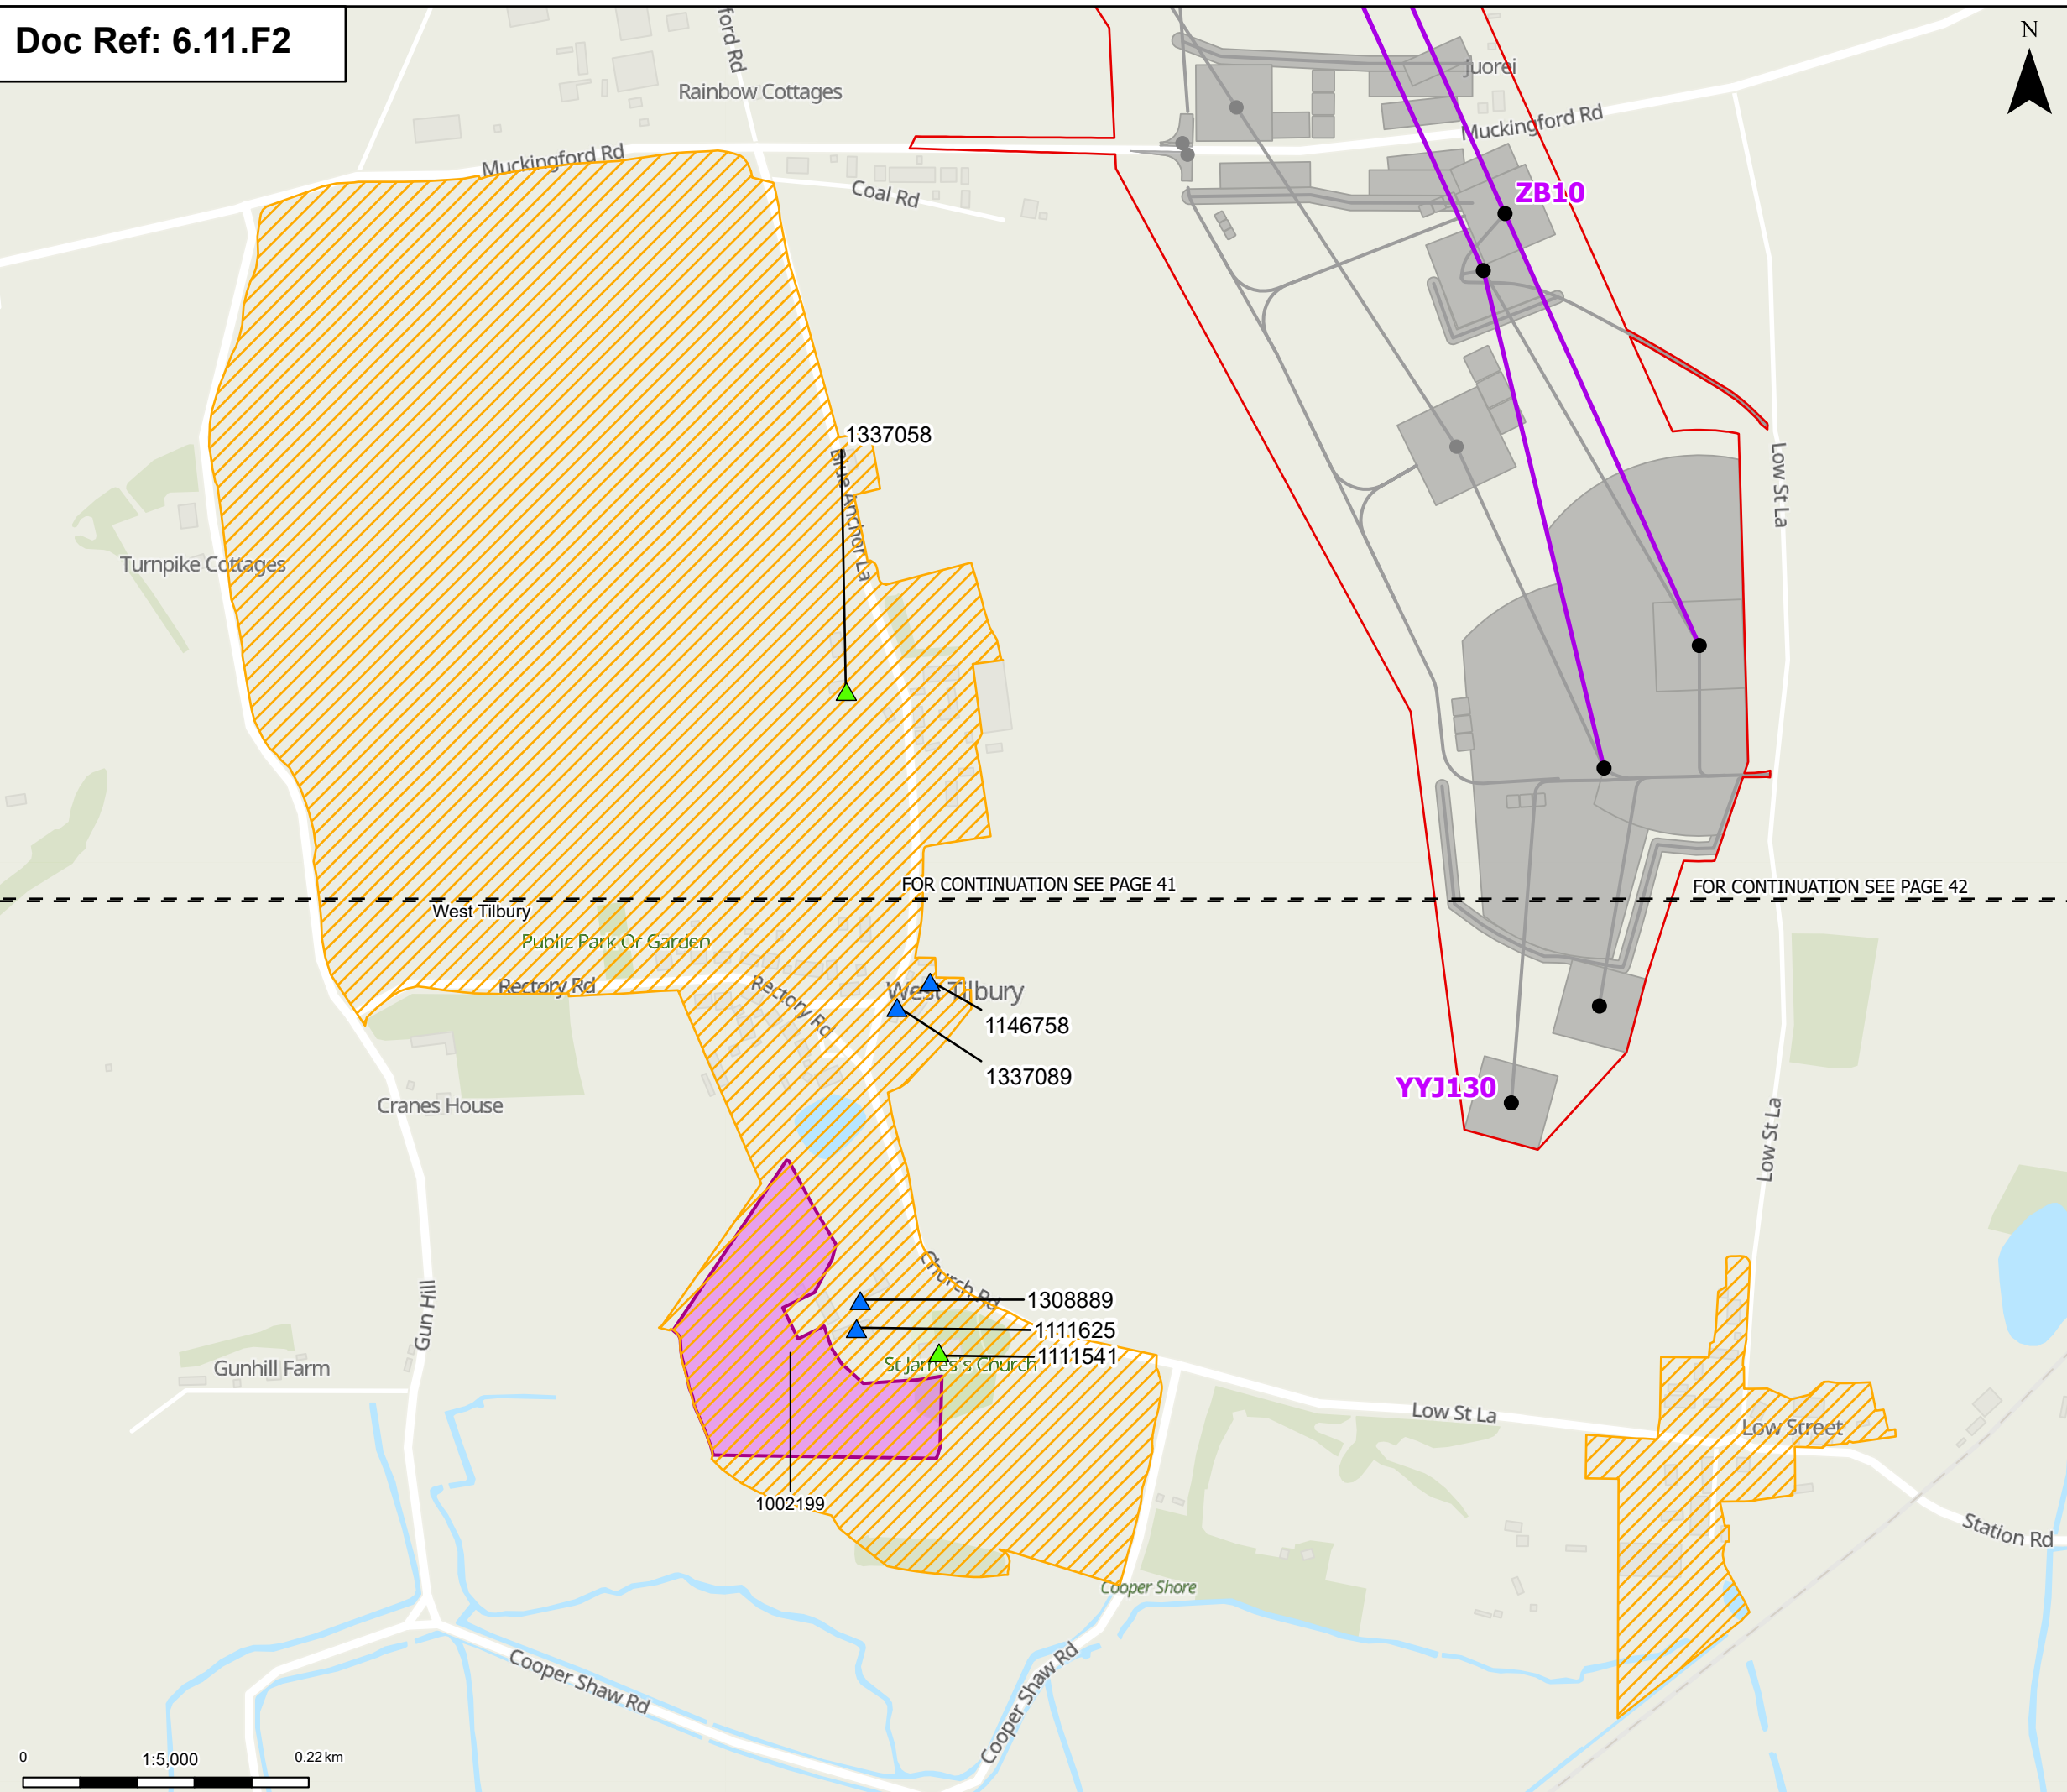 Doc Ref: 6.11.F2
N
ford Rd
Rainbow Cottages
Juorei
Muckingford Rd
Muckingford Rd
Coal Rd
ZB10
1337058
Blue Anchor La
Low St La
Turnpike Cottages
FOR CONTINUATION SEE PAGE 41
FOR CONTINUATION SEE PAGE 42
West Tilbury
Public Park Or Garden
Rectory Rd
Rectory Rd
West Tilbury
1146758
1337089
YYJ130
Cranes House
Low St La
Church Rd
Gun Hill
1308889
1111625
1111541
St James's Church
Gunhill Farm
Low St La
Low Street
1002199
Station Rd
Cooper Shore
Cooper Shaw Rd
Cooper Shaw Rd
0
1:5,000
0.22 km